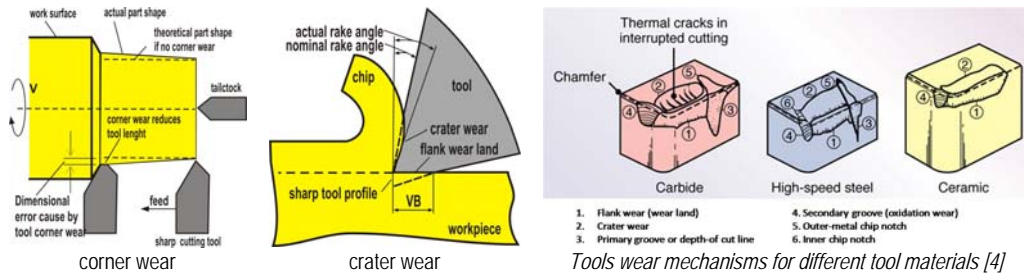 work surface
actual part shape
theoretical part shape
if no corner wear
V
tailctock
corner wear reduces
tool lenght
Dimensional
error cause by
tool corner wear
feed
sharp cutting tool
corner wear
actual rake angle
nominal rake angle
chip
tool
crater wear
flank wear land
sharp tool profile
VB
workpiece
crater wear
Thermal cracks in
interrupted cutting
Chamfer
2
5
4
3
1
Carbide
6
2
5
4
3
1
High-speed steel
2
4
1
Ceramic
1. Flank wear (wear land)
2. Crater wear
3. Primary groove or depth-of cut line
4. Secondary groove (oxidation wear)
5. Outer-metal chip notch
6. Inner chip notch
Tools wear mechanisms for different tool materials [4]